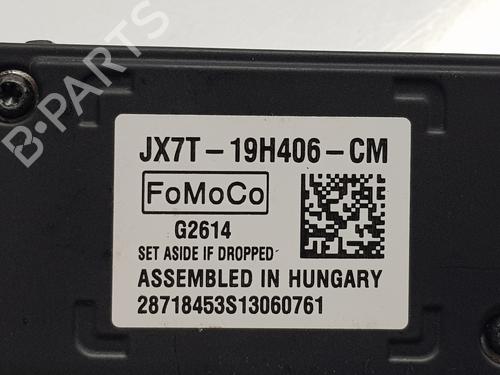 JX7T-19H406-CM
FoMoCo
G2614
SET ASIDE IF DROPPED
ASSEMBLED IN HUNGARY
28718453S13060761
B-PARTS